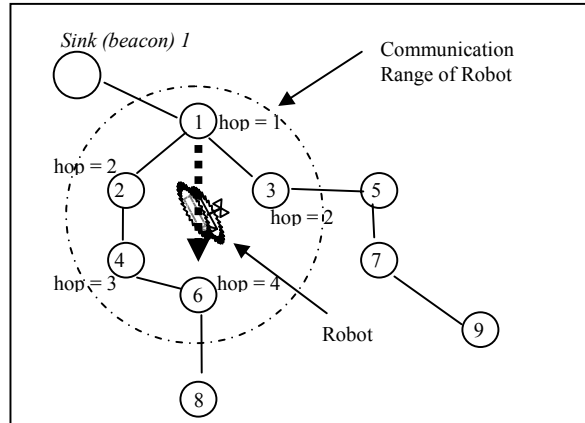 Sink (beacon) 1
Communication
Range of Robot
1
hop = 1
hop = 2
2
3
5
hop = 2
4
7
hop = 3
6
hop = 4
Robot
9
8